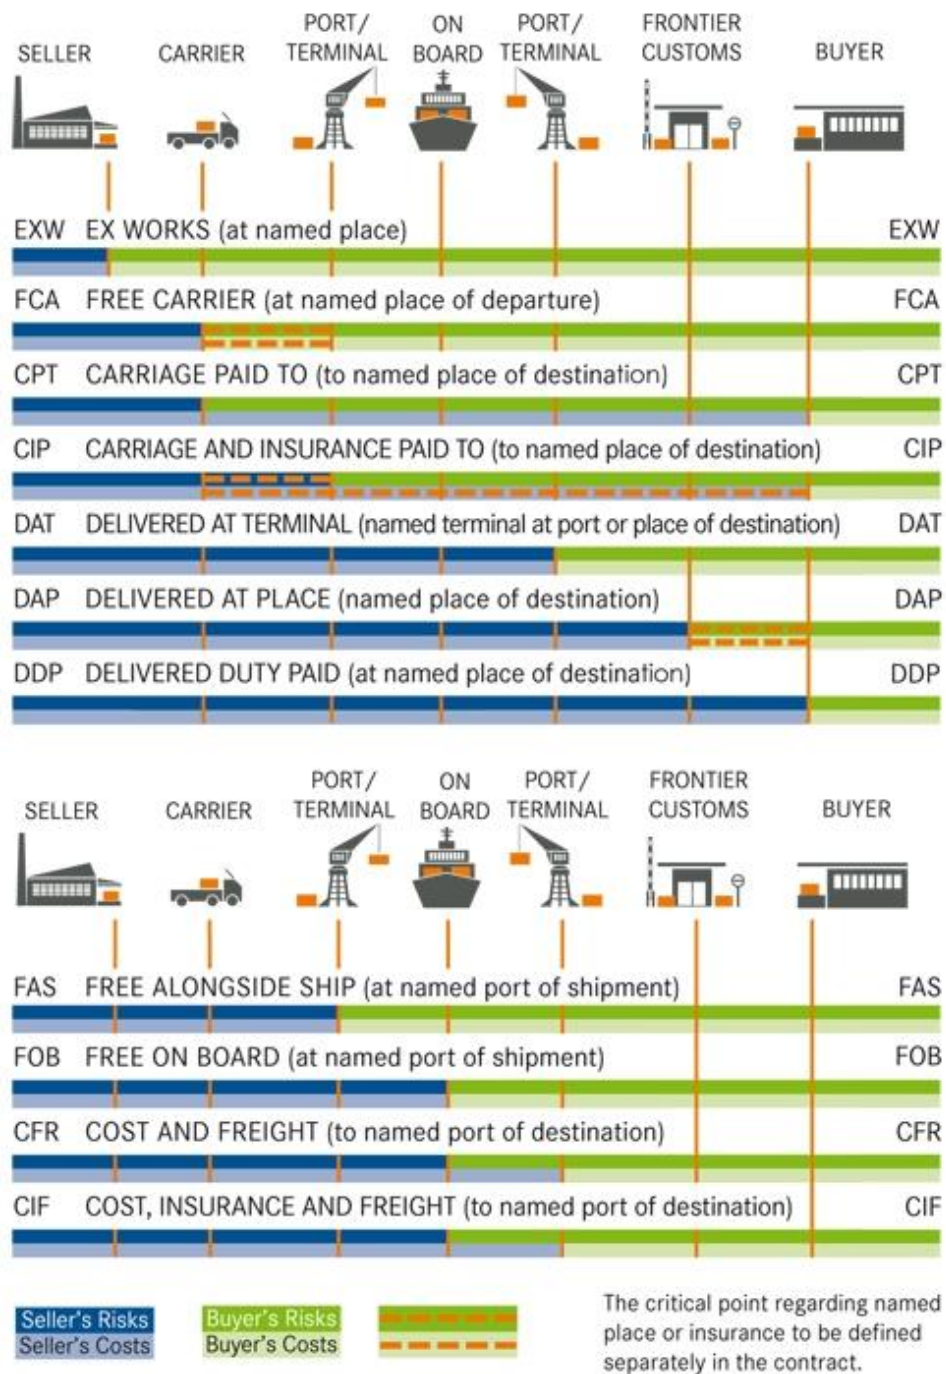 SELLER
CARRIER
PORT/
TERMINAL
ON
BOARD
PORT/
TERMINAL
FRONTIER
CUSTOMS
BUYER
EXW EX WORKS (at named place) EXW
FCA FREE CARRIER (at named place of departure) FCA
CPT CARRIAGE PAID TO (to named place of destination) CPT
CIP CARRIAGE AND INSURANCE PAID TO (to named place of destination) CIP
DAT DELIVERED AT TERMINAL (named terminal at port or place of destination) DAT
DAP DELIVERED AT PLACE (named place of destination) DAP
DDP DELIVERED DUTY PAID (at named place of destination) DDP
SELLER
CARRIER
PORT/
TERMINAL
ON
BOARD
PORT/
TERMINAL
FRONTIER
CUSTOMS
BUYER
FAS FREE ALONGSIDE SHIP (at named port of shipment) FAS
FOB FREE ON BOARD (at named port of shipment) FOB
CFR COST AND FREIGHT (to named port of destination) CFR
CIF COST, INSURANCE AND FREIGHT (to named port of destination) CIF
Seller's Risks
Seller's Costs
Buyer's Risks
Buyer's Costs
The critical point regarding named
place or insurance to be defined
separately in the contract.